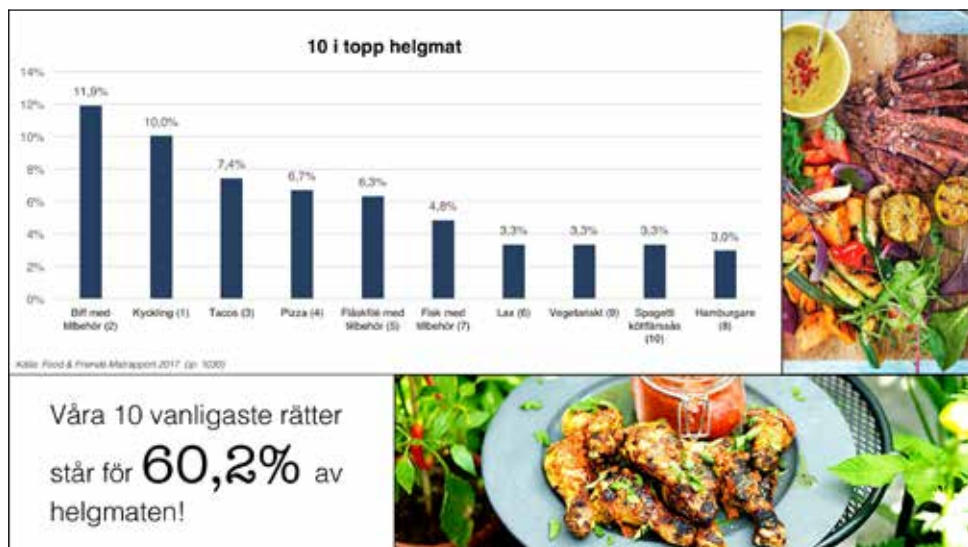 10 i topp helgmat
14%
12%
10%
8%
6%
4%
2%
0%
11,9%
10,0%
7,4%
6,7%
6,3%
4,8%
3,3%
3,3%
3,3%
3,0%
Biff med
tillbehör (2)
Kyckling (1)
Tacos (3)
Pizza (4)
Fläskfilé med
tillbehör (5)
Fisk med
tillbehör (7)
Lax (6)
Vegetariskt (9)
Spagetti
köttfärssås
(10)
Hamburgare
(8)
Källa: Food & Friends Matrapport 2017 (ip: 1030)
Våra 10 vanligaste rätter
står för 60,2% av
helgmaten!